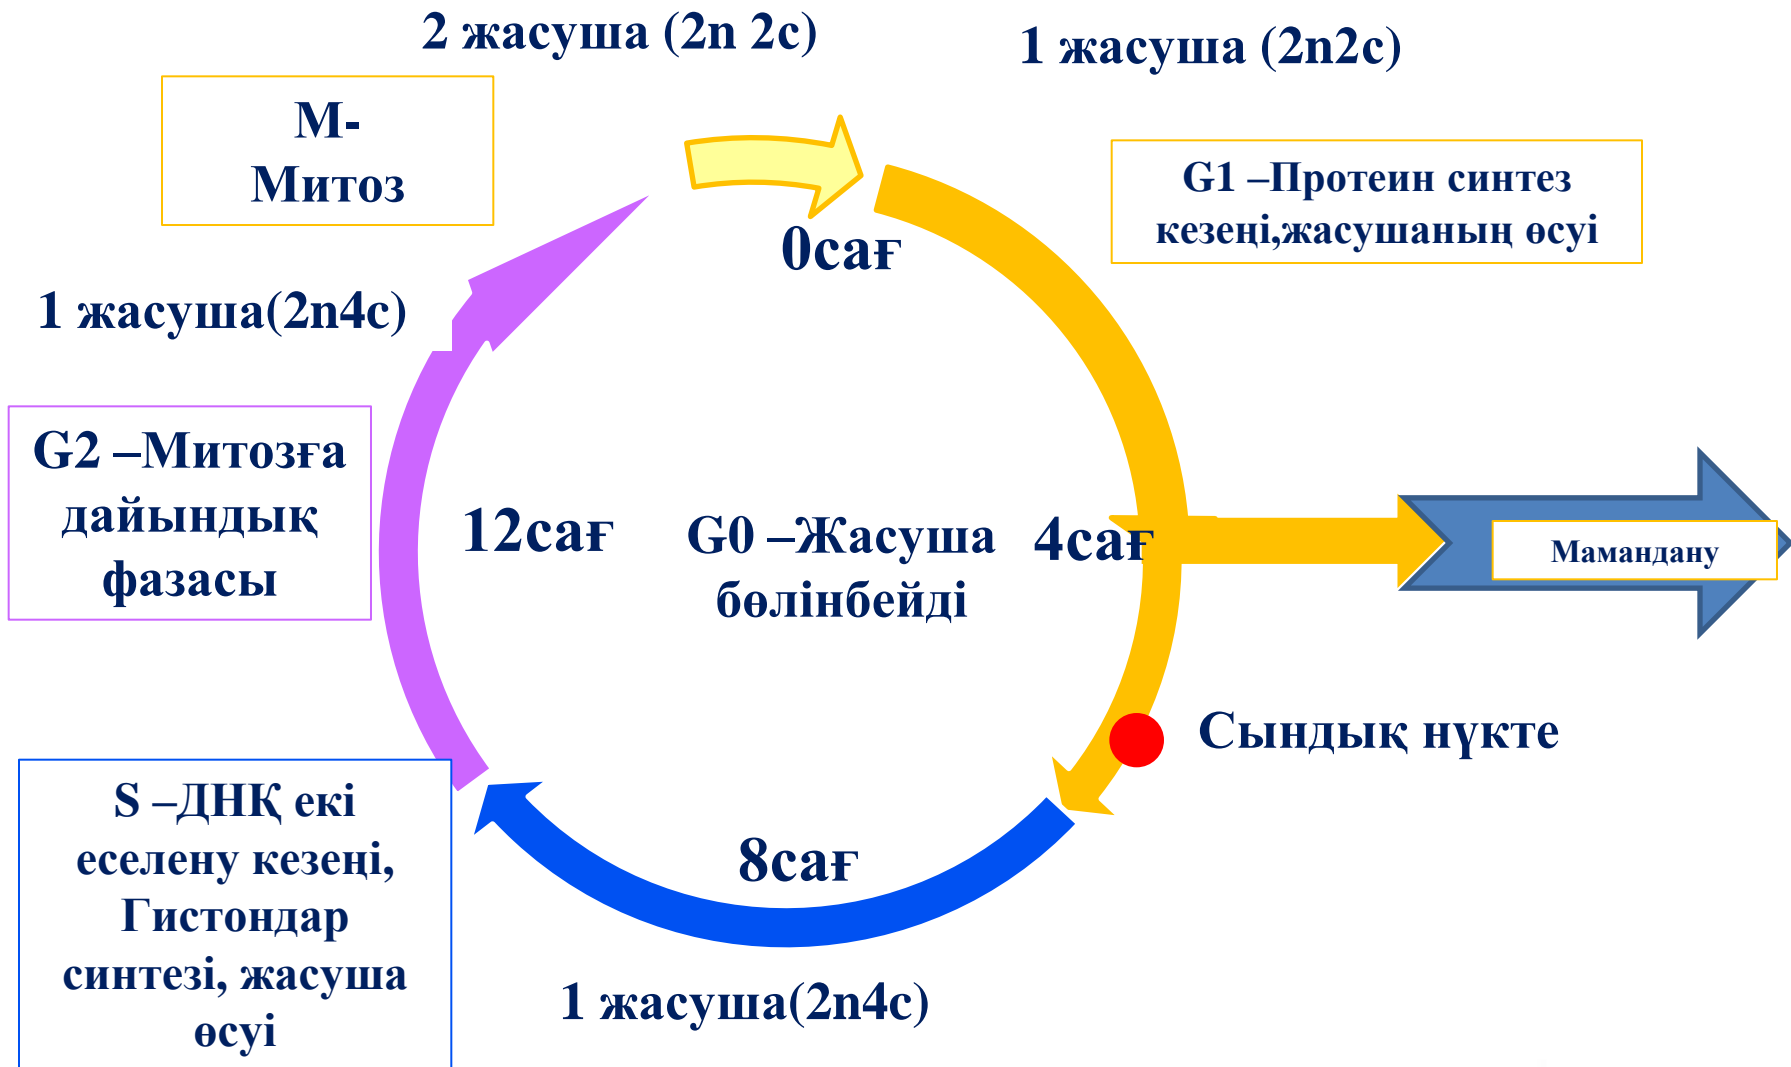 2 жасуша (2n 2c)
1 жасуша (2n2c)
М-
Митоз
G1 –Протеин синтез
кезеңі,жасушаның өсуі
0сағ
1 жасуша(2n4c)
G2 –Митозға
дайындық
фазасы
12сағ
G0 –Жасуша
бөлінбейді
4сағ
Мамандану
Сындық нүкте
S –ДНҚ екі
еселену кезеңі,
Гистондар
синтезі, жасуша
өсуі
8сағ
1 жасуша(2n4c)